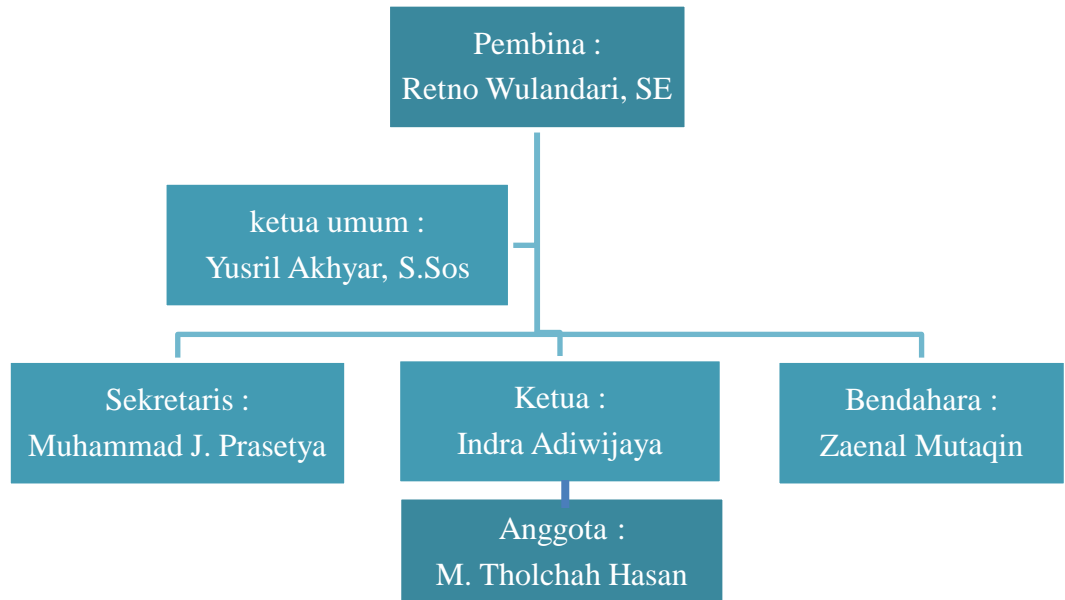 Pembina :
Retno Wulandari, SE
ketua umum :
Yusril Akhyar, S.Sos
Sekretaris :
Muhammad J. Prasetya
Ketua :
Indra Adiwijaya
Bendahara :
Zaenal Mutaqin
Anggota :
M. Tholchah Hasan